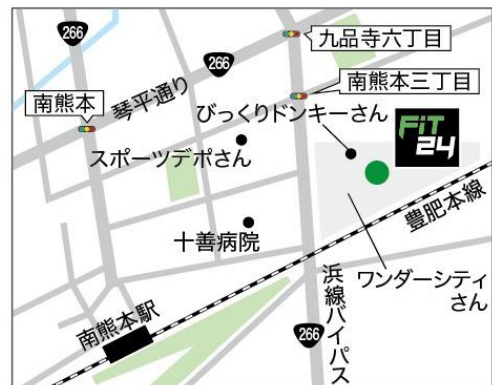 266
九品寺六丁目
266
琴平通り
南熊本
南熊本三丁目
びっくりドンキーさん
スポーツデポさん
FiT
24
十善病院
豊肥本線
ワンダーシティ
さん
浜線バイパス
南熊本駅
266